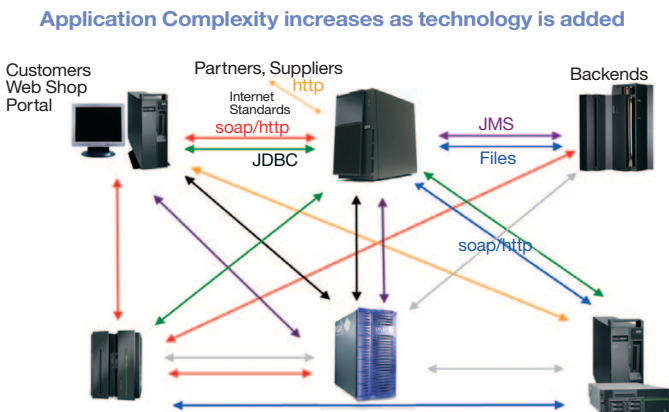 Application Complexity increases as technology is added
Customers
Web Shop
Portal
Partners, Suppliers
http
Internet
Standards
soap/http
JDBC
JMS
Files
Backends
soap/http